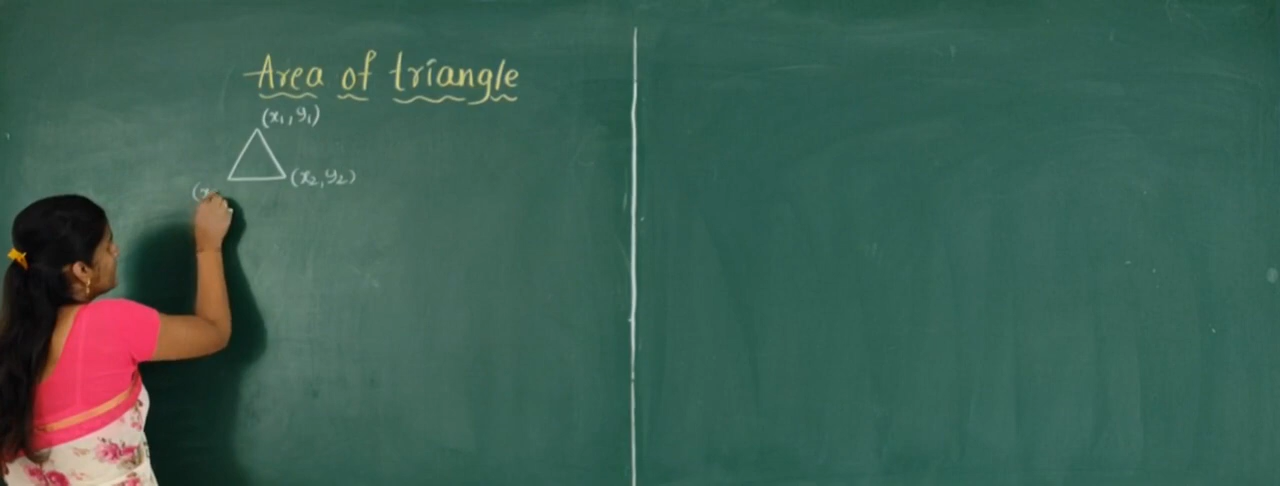 Area of triangle
(x₁, y₁)
(x₂, y₂)
(x